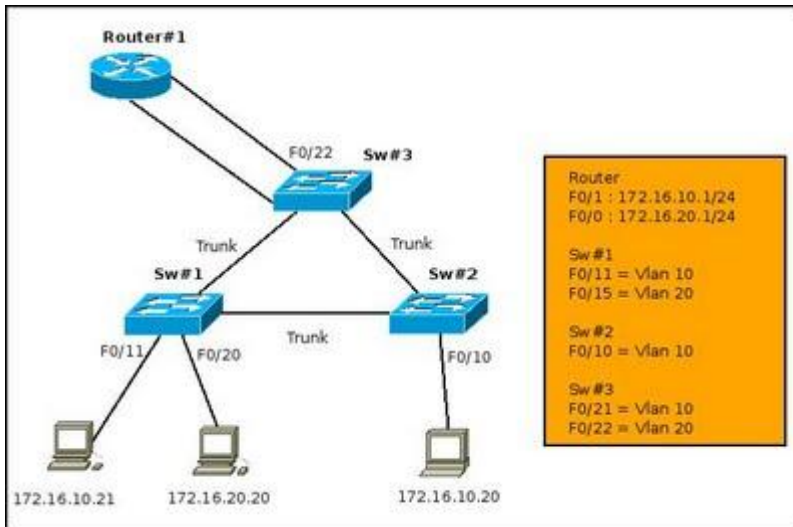 Router#1
F0/22
Sw#3
Trunk
Trunk
Sw#1
Sw#2
Trunk
F0/11
F0/20
F0/10
172.16.10.21
172.16.20.20
172.16.10.20
Router
F0/1 : 172.16.10.1/24
F0/0 : 172.16.20.1/24
Sw#1
F0/11 = Vlan 10
F0/15 = Vlan 20
Sw#2
F0/10 = Vlan 10
Sw#3
F0/21 = Vlan 10
F0/22 = Vlan 20